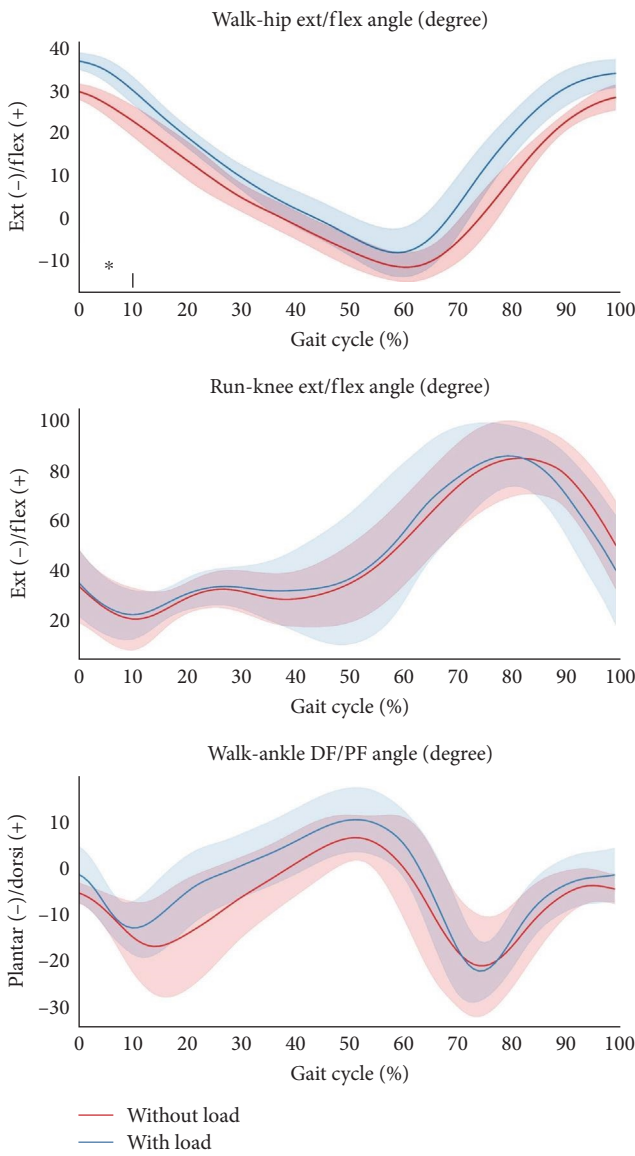 Walk-hip ext/flex angle (degree)
Ext (−)/flex (+)
40
30
20
10
0
−10
*
0 10 20 30 40 50 60 70 80 90 100
Gait cycle (%)
Run-knee ext/flex angle (degree)
Ext (−)/flex (+)
100
80
60
40
20
0 10 20 30 40 50 60 70 80 90 100
Gait cycle (%)
Walk-ankle DF/PF angle (degree)
Plantar (−)/dorsi (+)
10
0
−10
−20
−30
0 10 20 30 40 50 60 70 80 90 100
Gait cycle (%)
Without load
With load